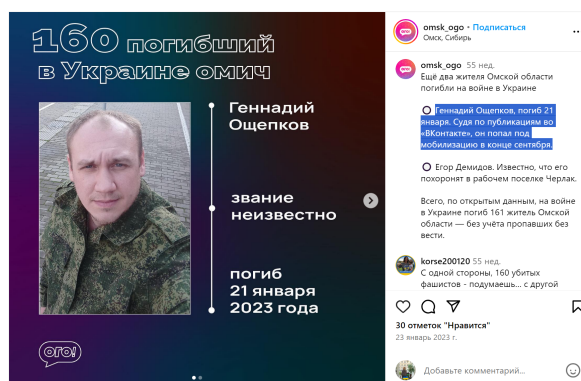 160 погибший
в Украине омич
Геннадий
Ощепков
звание
неизвестно
погиб
21 января
2023 года
ОГО!
omsk_ogo • Подписаться
Омск, Сибирь
omsk_ogo 55 нед.
Ещё два жителя Омской области
погибли на войне в Украине
Геннадий Ощепков, погиб 21
января. Судя по публикациям во
«ВКонтакте», он попал под
мобилизацию в конце сентября.
Егор Демидов. Известно, что его
похоронят в рабочем поселке Черлак.
Всего, по открытым данным, на войне
в Украине погиб 161 житель Омской
области — без учёта пропавших без
вести.
korse200120 55 нед.
С одной стороны, 160 убитых
фашистов - подумаешь... с другой
30 отметок "Нравится"
23 январь 2023 г.
Добавьте комментарий...